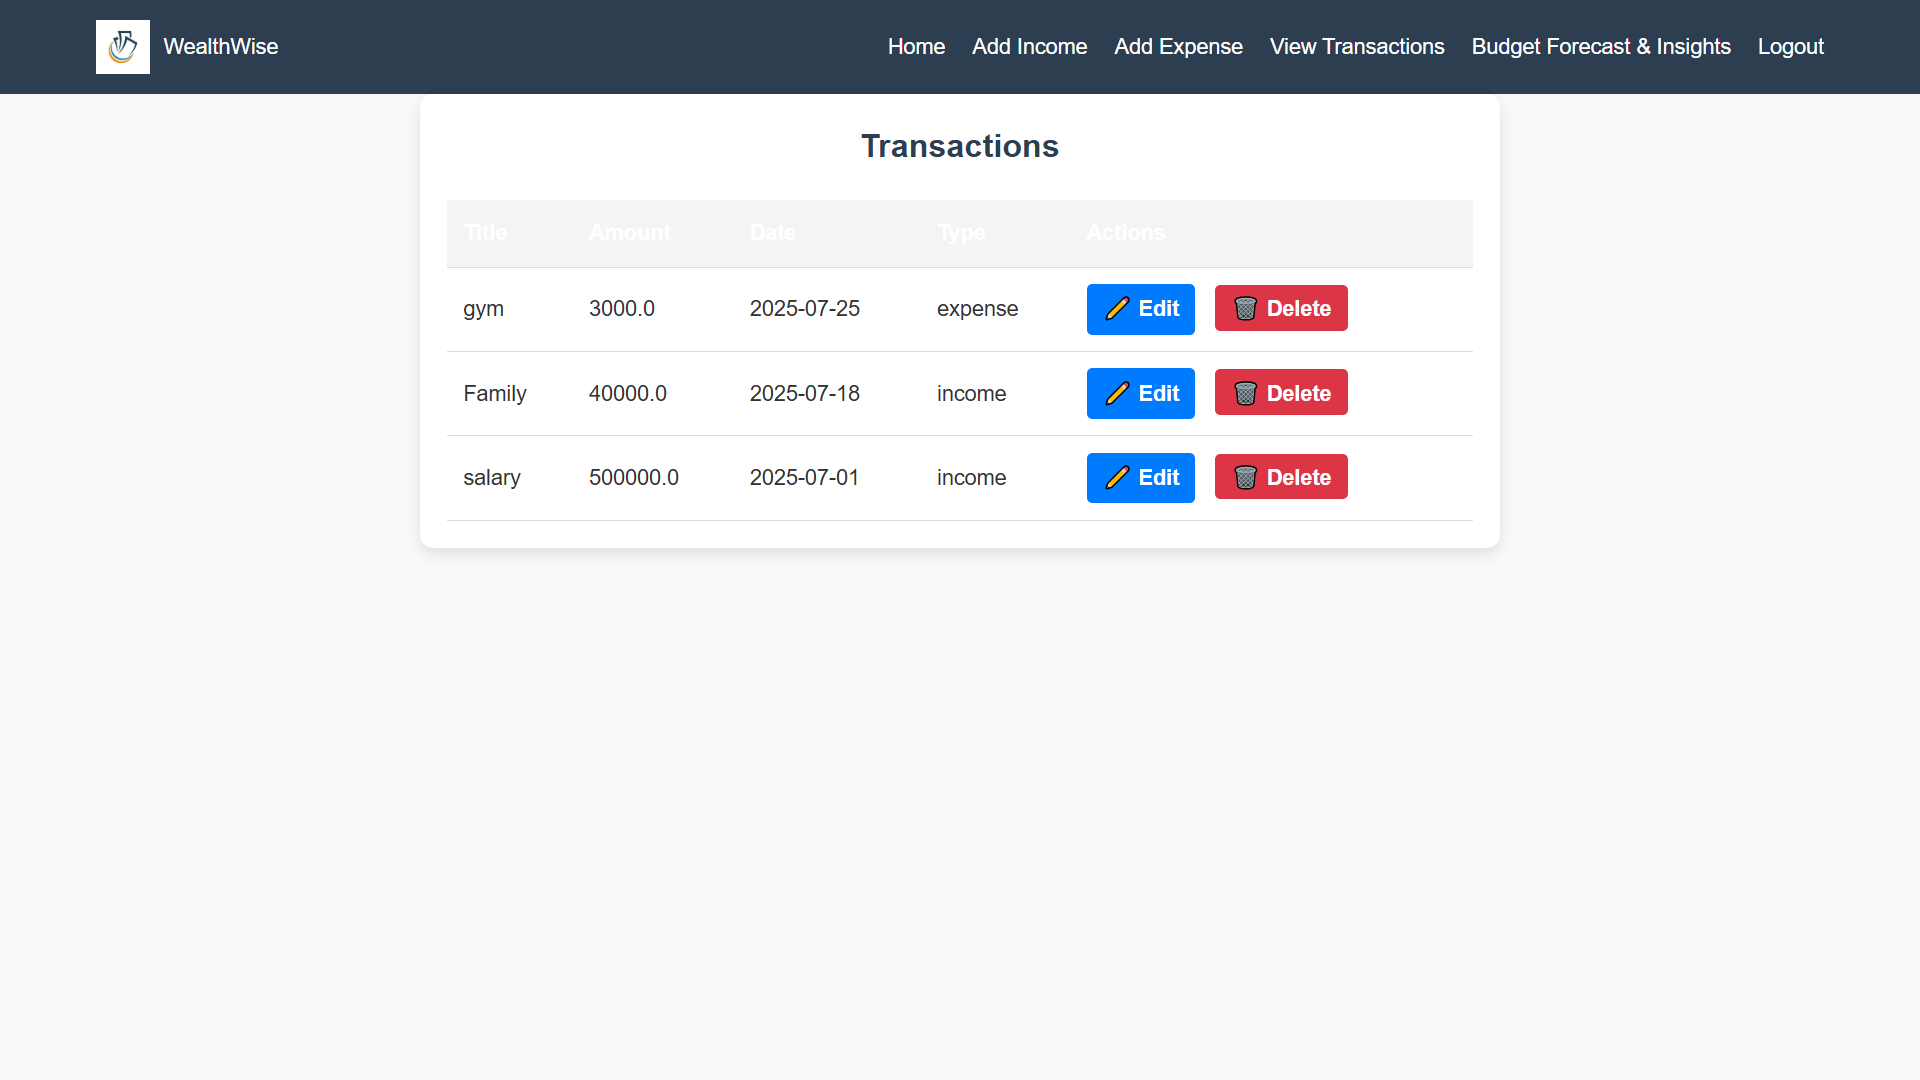 WealthWise Home Add Income Add Expense View Transactions Budget Forecast & Insights Logout
Transactions
Title Amount Date Type Actions
gym 3000.0 2025-07-25 expense Edit Delete
Family 40000.0 2025-07-18 income Edit Delete
salary 500000.0 2025-07-01 income Edit Delete